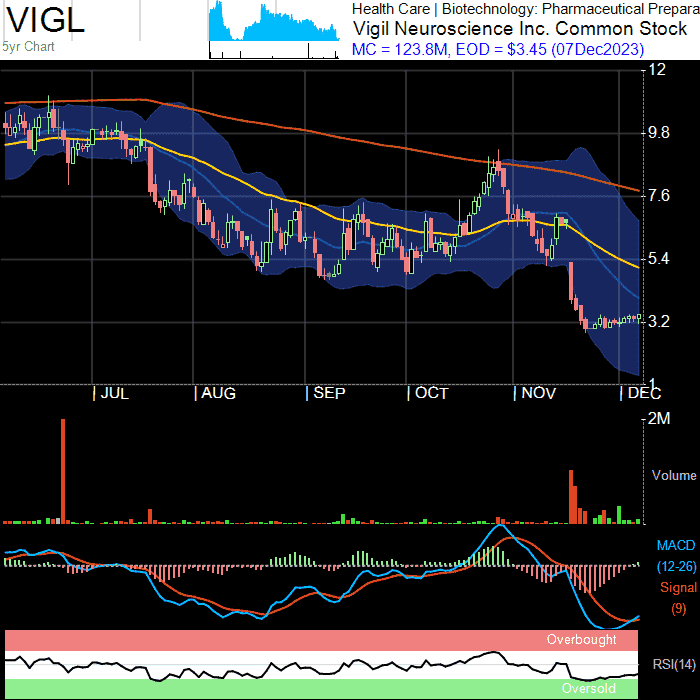 VIGL
5yr Chart
Health Care | Biotechnology: Pharmaceutical Prepara
Vigil Neuroscience Inc. Common Stock
MC = 123.8M, EOD = $3.45 (07Dec2023)
12
9.8
7.6
5.4
3.2
1
JUL AUG SEP OCT NOV DEC
2M
Volume
MACD
(12-26)
Signal
(9)
Overbought
RSI(14)
Oversold